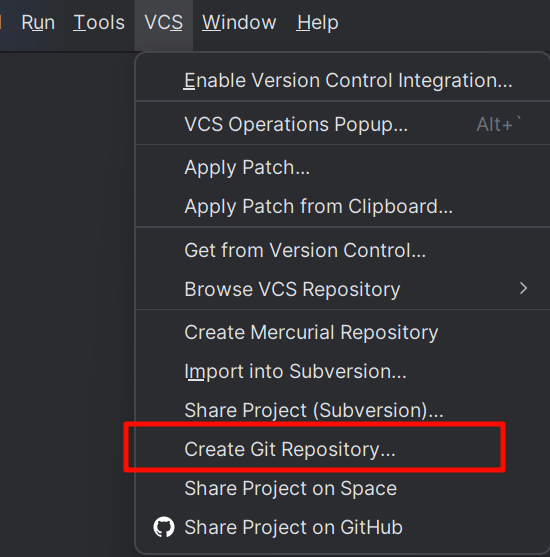 Run Tools VCS Window Help
Enable Version Control Integration...
VCS Operations Popup... Alt+`
Apply Patch...
Apply Patch from Clipboard...
Get from Version Control...
Browse VCS Repository
Create Mercurial Repository
Import into Subversion...
Share Project (Subversion)...
Create Git Repository...
Share Project on Space
Share Project on GitHub